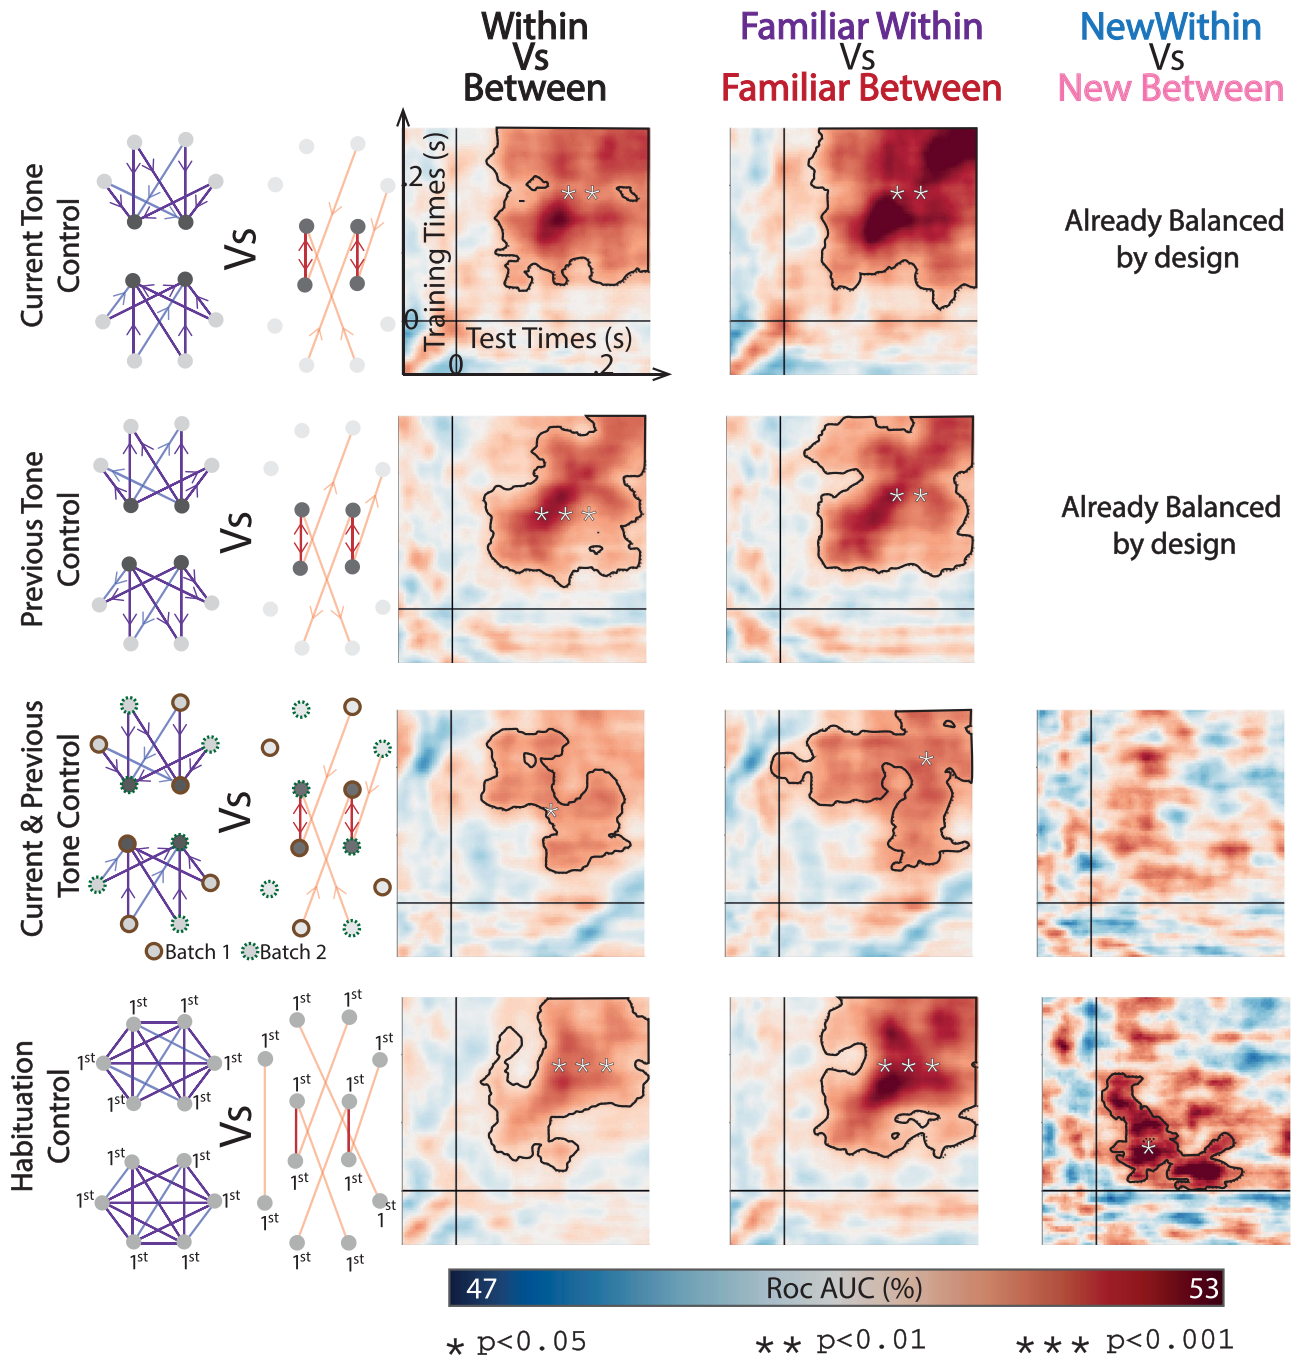 Within
Vs
Between
Familiar Within
Vs
Familiar Between
NewWithin
Vs
New Between
Current Tone
Control
Vs
Training Times (s)
.2
0
Test Times (s)
0
.2
* *
* *
Already Balanced
by design
Previous Tone
Control
Vs
* * *
* *
Already Balanced
by design
Current & Previous
Tone Control
Vs
Batch 1
Batch 2
*
*
Habituation
Control
1st 1st
1st 1st
1st 1st
1st 1st
1st 1st
1st 1st
Vs
1st 1st
1st 1st
1st 1st
1st 1st
1st 1st
1st 1st
* * *
* * *
*
47
Roc AUC (%)
53
* p<0.05
** p<0.01
*** p<0.001